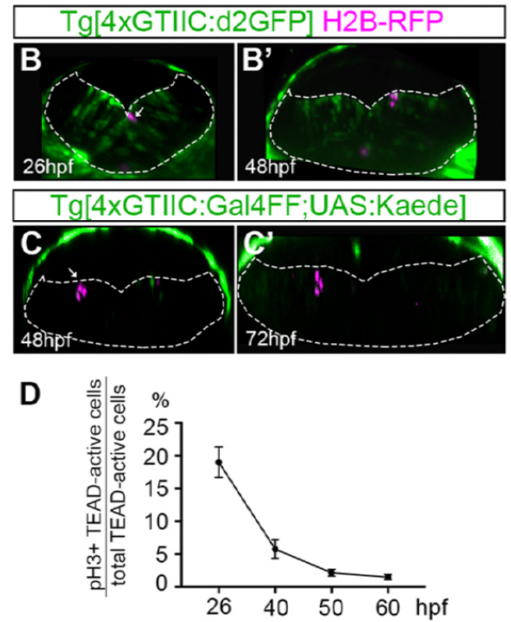 Tg[4xGTIIC:d2GFP] H2B-RFP
B
B’
26hpf
48hpf
Tg[4xGTIIC:Gal4FF;UAS:Kaede]
C
C’
48hpf
72hpf
D
pH3+ TEAD-active cells
total TEAD-active cells
%
25
20
15
10
5
0
26 40 50 60 hpf